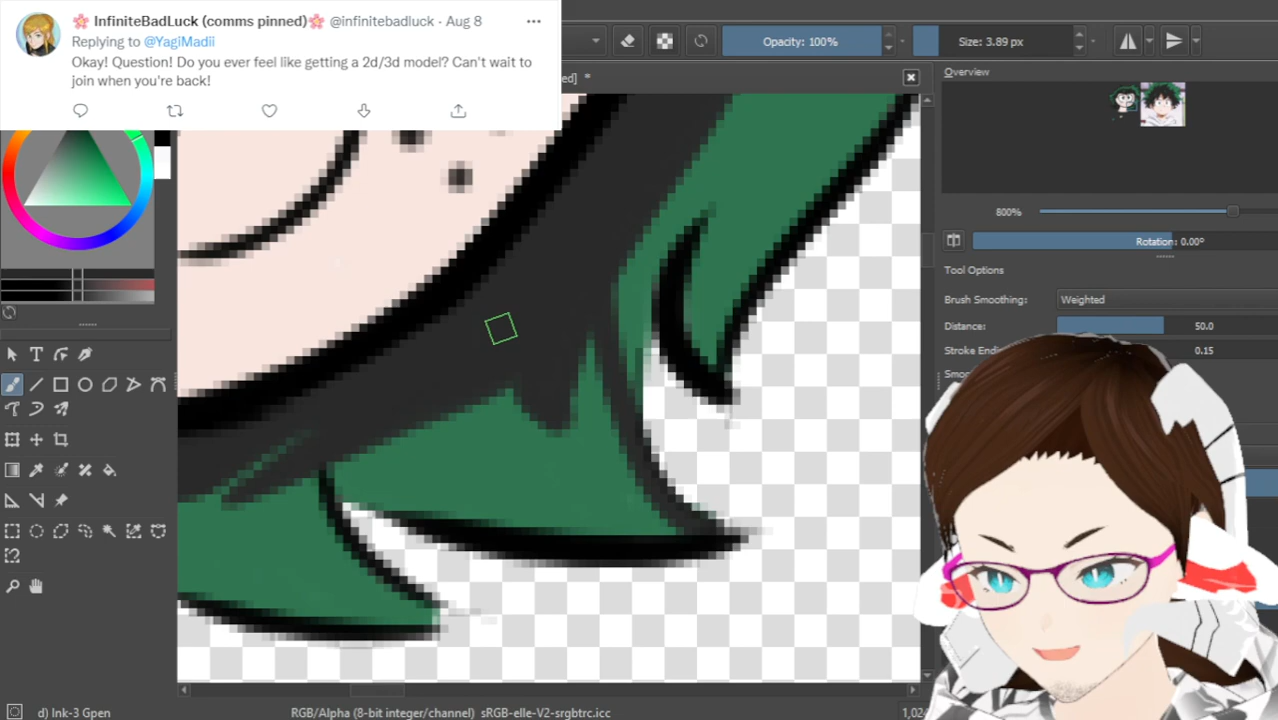 InfiniteBadLuck (comms pinned) @infinitebadluck · Aug 8
Replying to @YagiMadii
Okay! Question! Do you ever feel like getting a 2d/3d model? Can't wait to
join when you're back!
Opacity: 100%
Size: 3.89 px
ed] *
Overview
800%
Rotation: 0.00°
Tool Options
Brush Smoothing:
Weighted
Distance:
50.0
Stroke Ending
0.15
d) Ink-3 Gpen
RGB/Alpha (8-bit integer/channel) sRGB-elle-V2-srgbtrc.icc